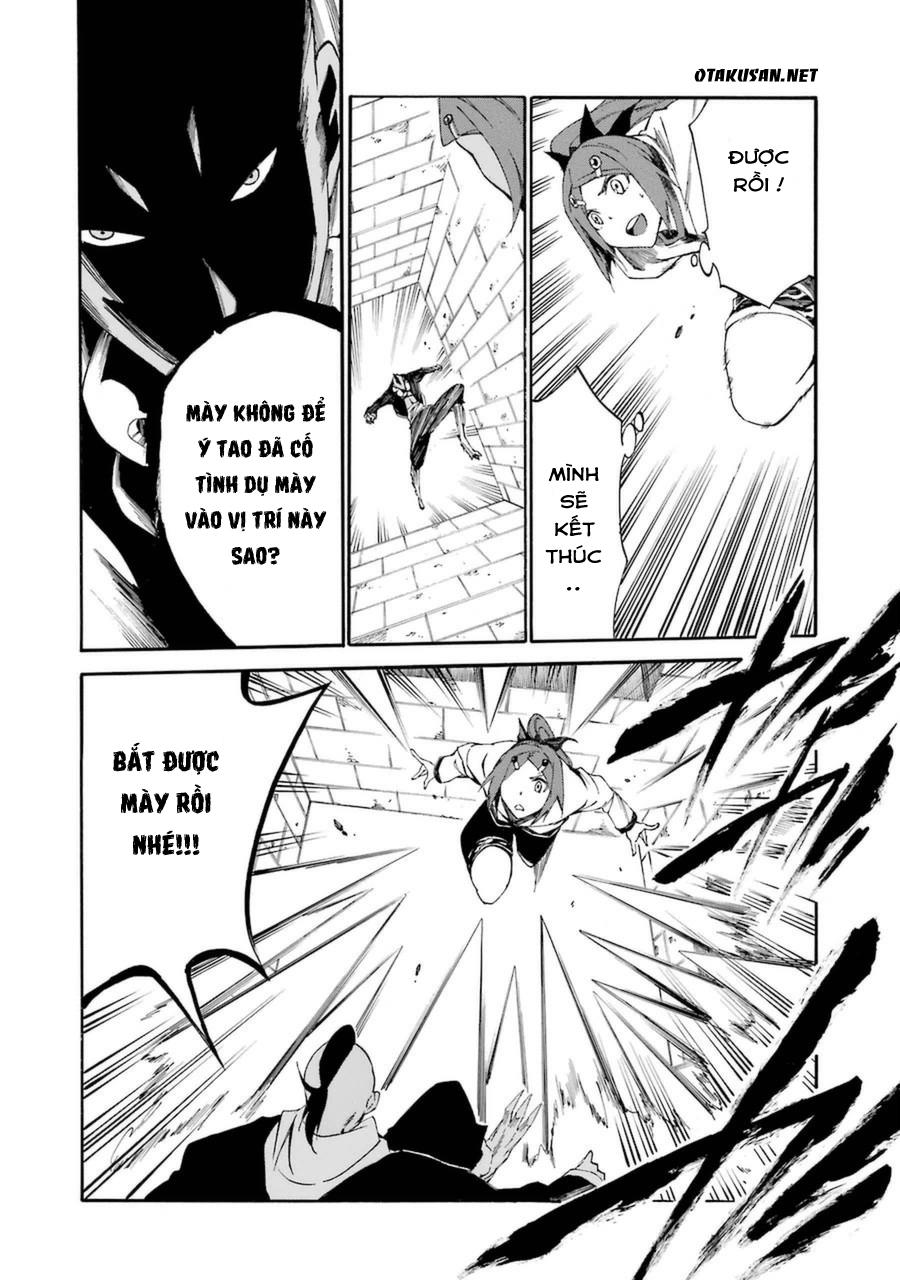 OTAKUSAN.NET
ĐƯỢC
RỒI !
MÌNH
SẼ
KẾT
THÚC
..
MÀY KHÔNG ĐỂ
Ý TAO ĐÃ CỐ
TÌNH DỤ MÀY
VÀO VỊ TRÍ NÀY
SAO?
BẮT ĐƯỢC
MÀY RỒI
NHÉ!!!